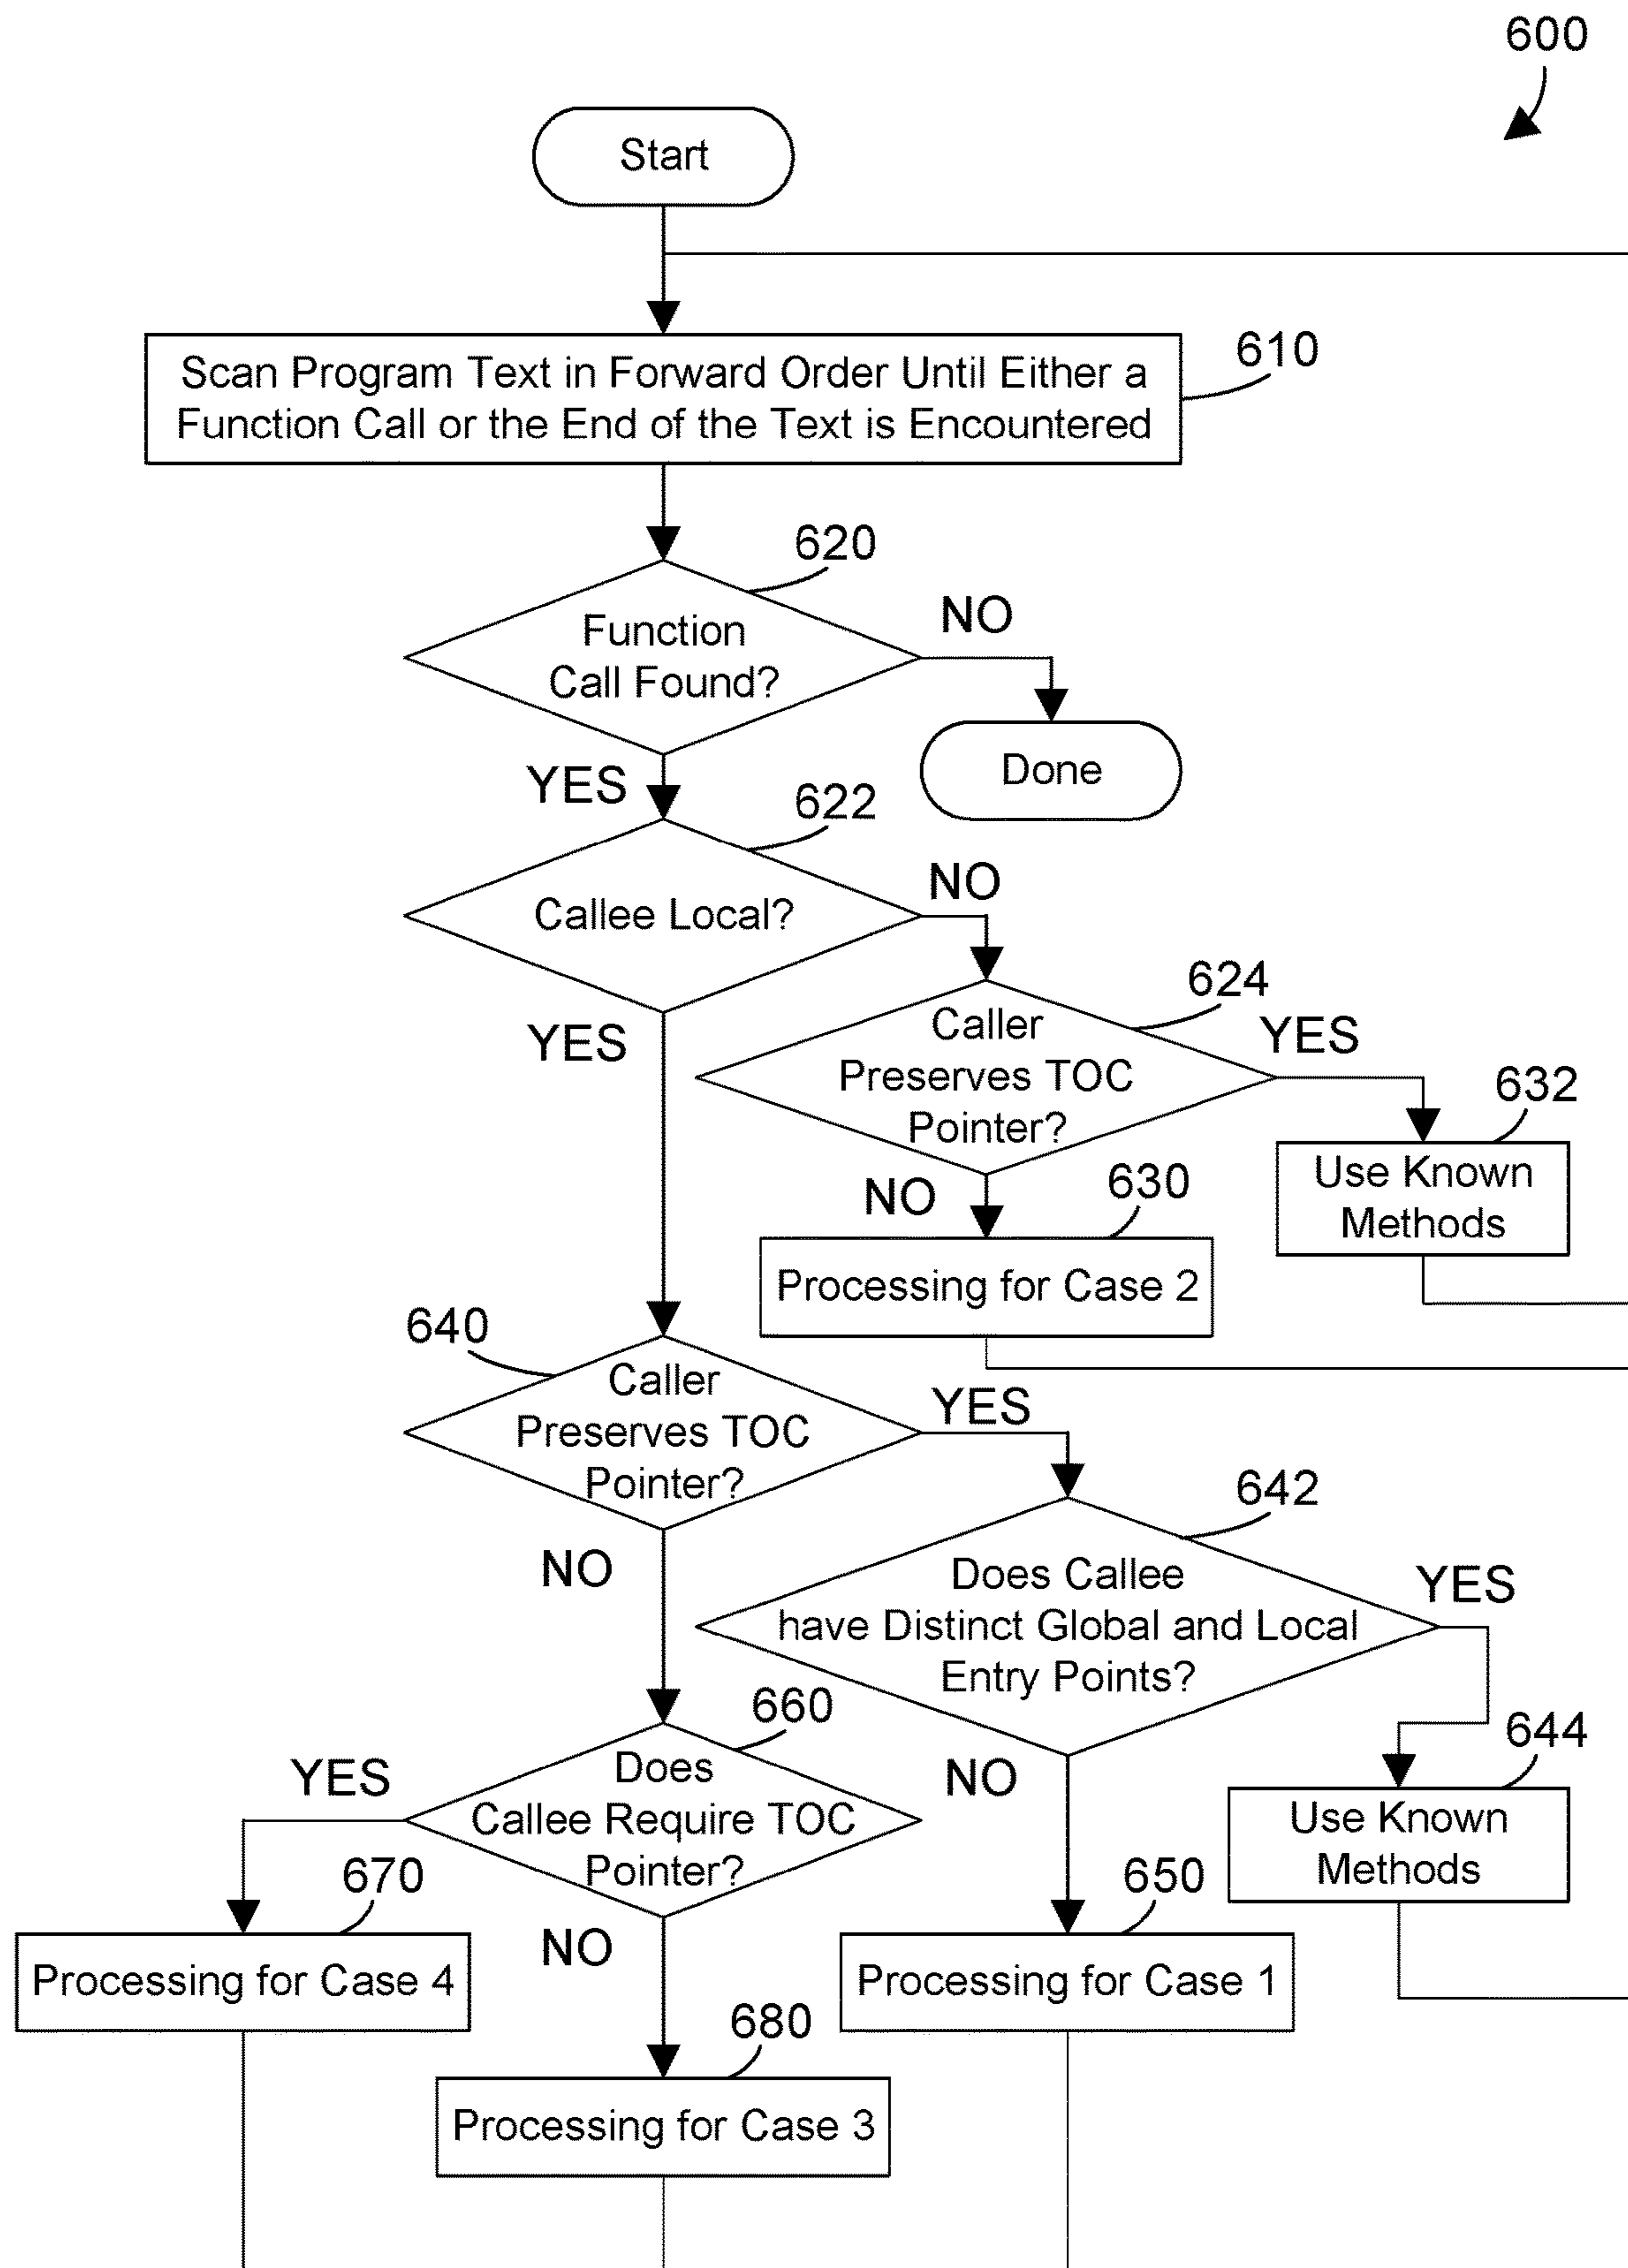 600
Start
610
Scan Program Text in Forward Order Until Either a
Function Call or the End of the Text is Encountered
620
Function
Call Found?
NO
Done
YES
622
Callee Local?
NO
YES
624
Caller
Preserves TOC
Pointer?
YES
632
Use Known
Methods
NO
630
Processing for Case 2
640
Caller
Preserves TOC
Pointer?
YES
642
Does Callee
have Distinct Global and Local
Entry Points?
YES
NO
644
Use Known
Methods
660
Does
Callee Require TOC
Pointer?
YES
NO
670
Processing for Case 4
650
Processing for Case 1
NO
680
Processing for Case 3